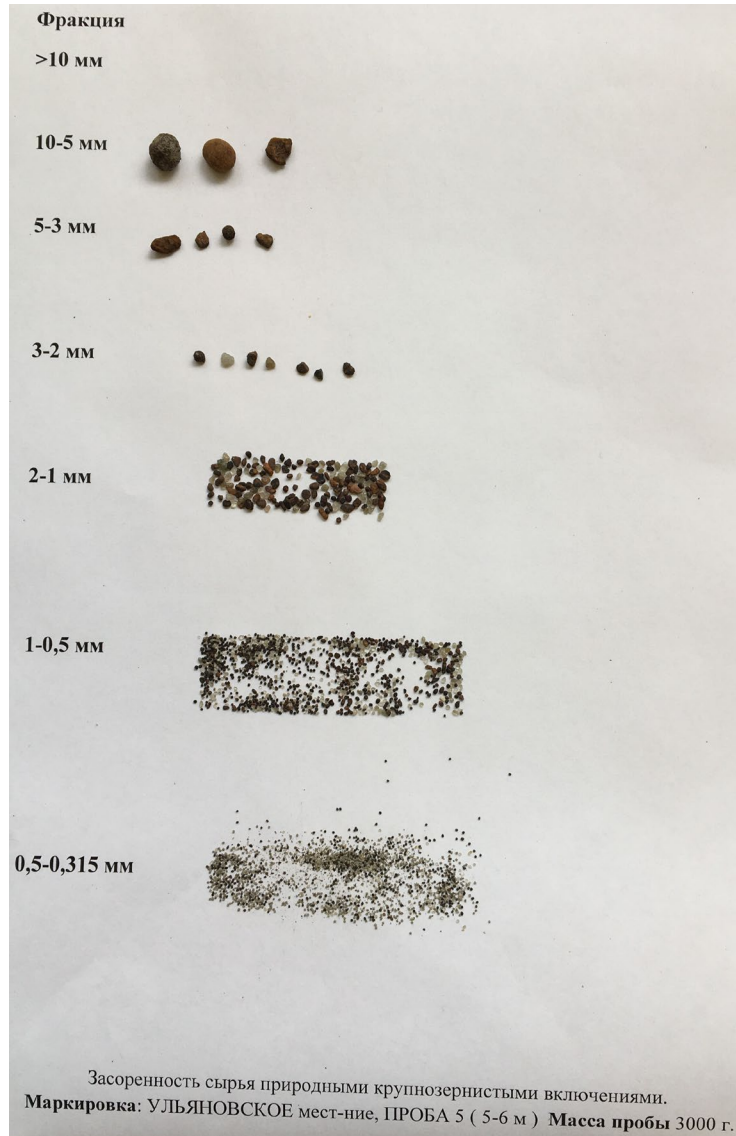 Фракция
>10 мм
10-5 мм
5-3 мм
3-2 мм
2-1 мм
1-0,5 мм
0,5-0,315 мм
Засоренность сырья природными крупнозернистыми включениями.
Маркировка: УЛЬЯНОВСКОЕ мест-ние, ПРОБА 5 ( 5-6 м ) Масса пробы 3000 г.